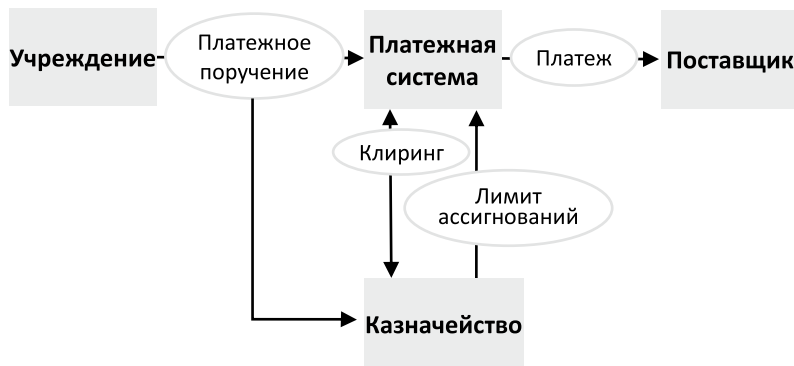 Учреждение
Платежное
поручение
Платежная
система
Платеж
Поставщик
Клиринг
Лимит
ассигнований
Казначейство